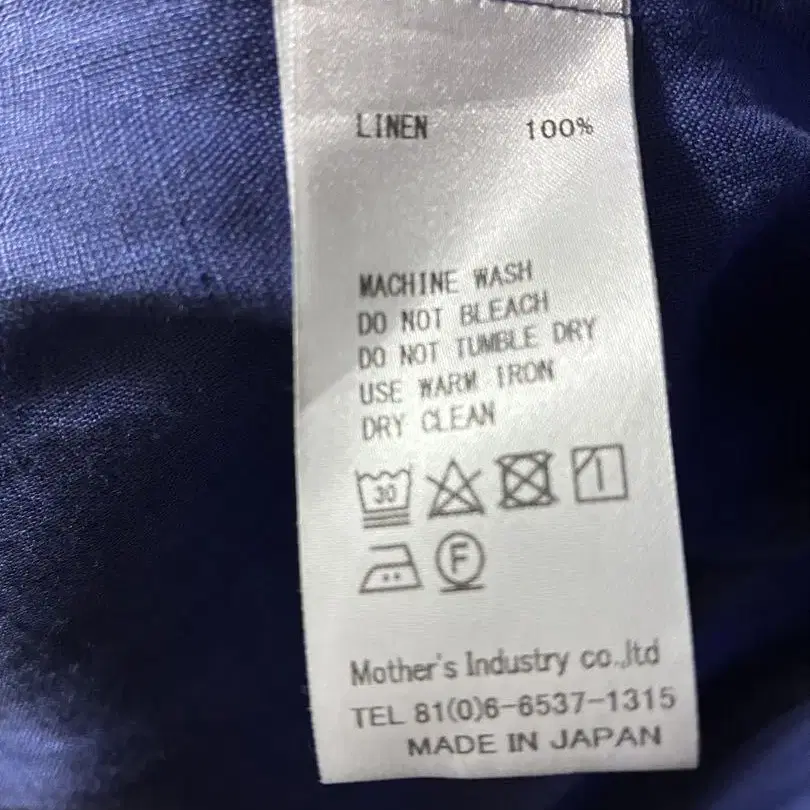 LINEN 100%
MACHINE WASH
DO NOT BLEACH
DO NOT TUMBLE DRY
USE WARM IRON
DRY CLEAN
30
F
Mother's Industry co.,ltd
TEL 81(0)6-6537-1315
MADE IN JAPAN